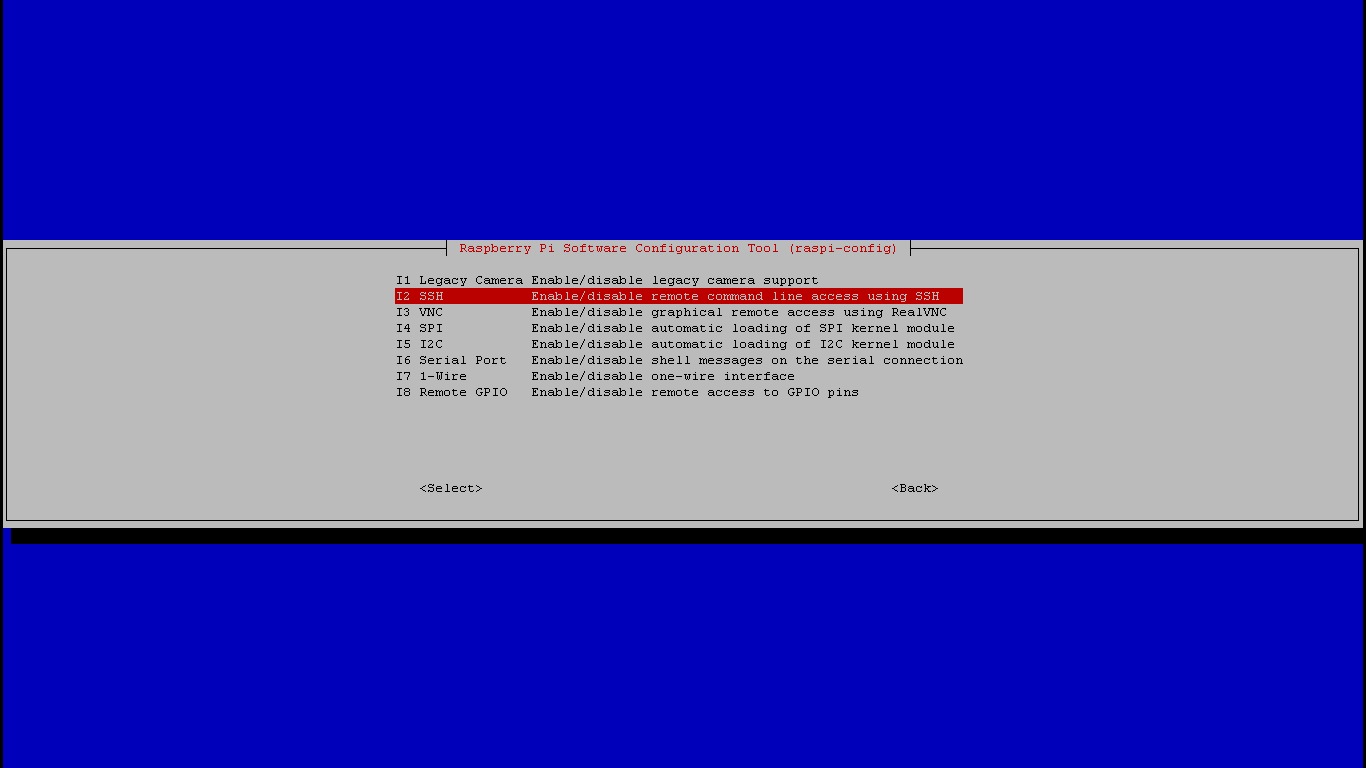 Raspberry Pi Software Configuration Tool (raspi-config)
I1 Legacy Camera Enable/disable legacy camera support
I2 SSH Enable/disable remote command line access using SSH
I3 VNC Enable/disable graphical remote access using RealVNC
I4 SPI Enable/disable automatic loading of SPI kernel module
I5 I2C Enable/disable automatic loading of I2C kernel module
I6 Serial Port Enable/disable shell messages on the serial connection
I7 1-Wire Enable/disable one-wire interface
I8 Remote GPIO Enable/disable remote access to GPIO pins
<Select> <Back>